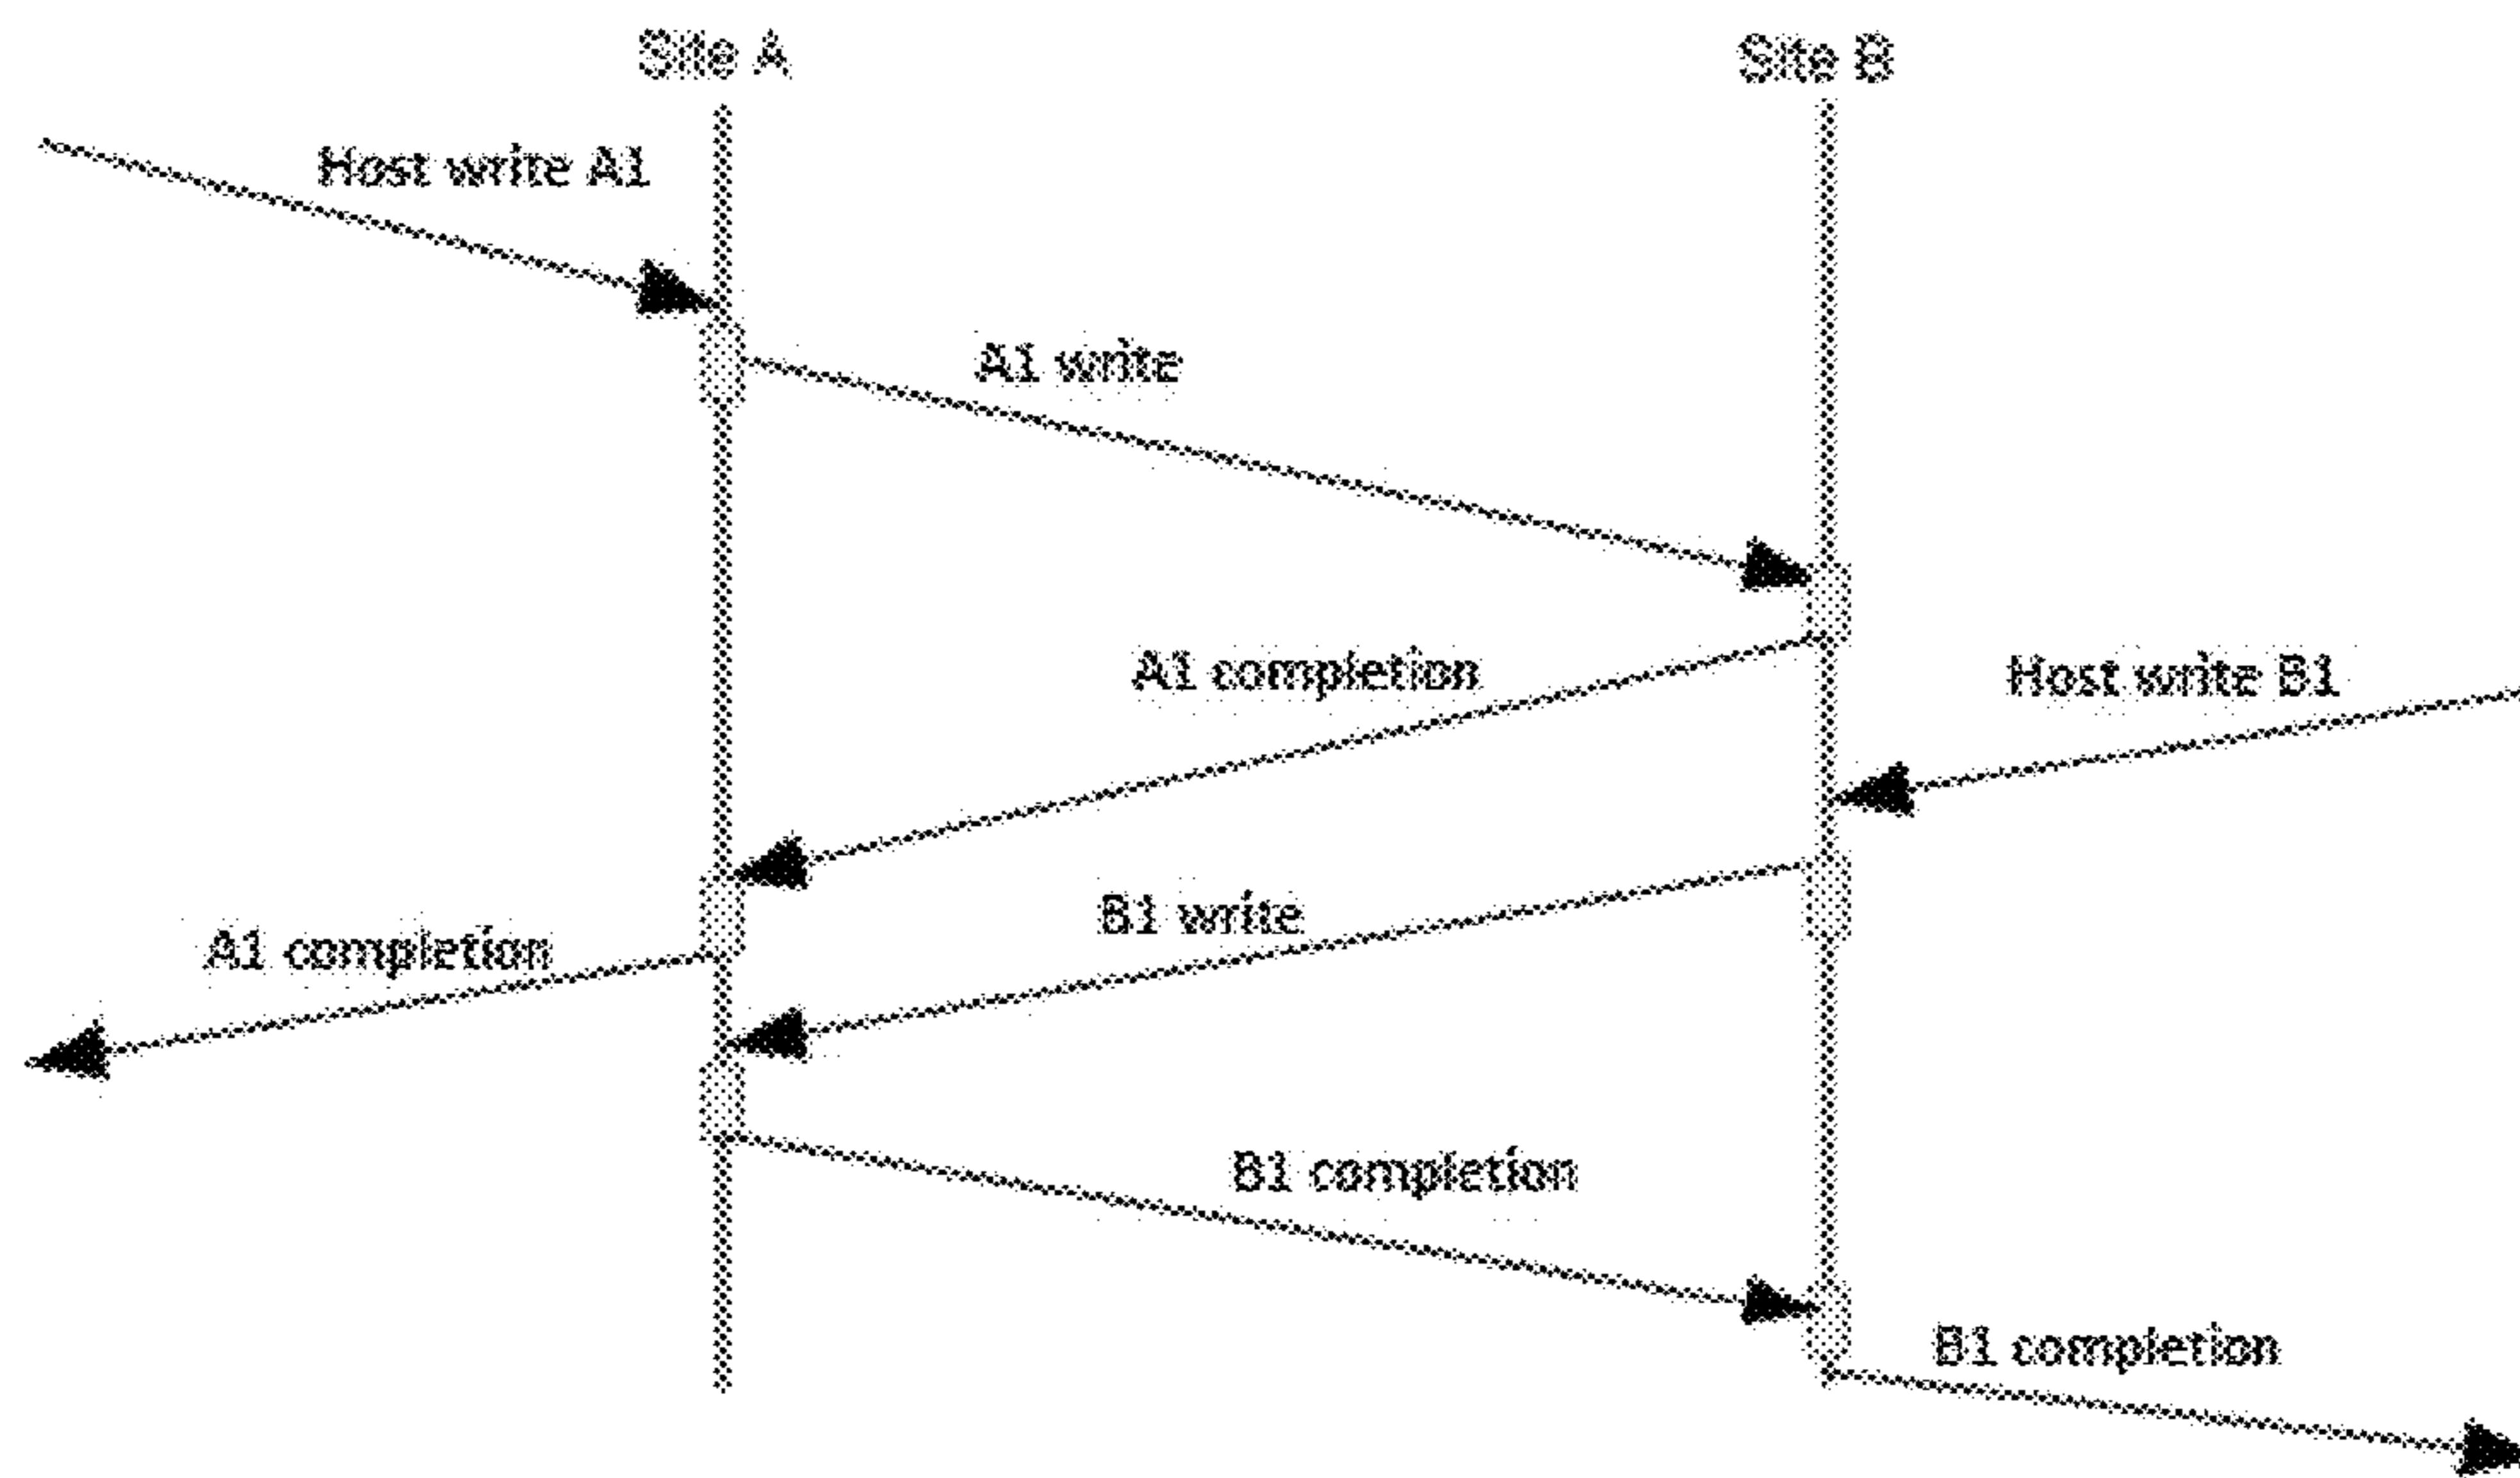 Site A
Site B
Host write A1
A1 write
A1 completion
Host write B1
B1 write
A1 completion
B1 completion
B1 completion